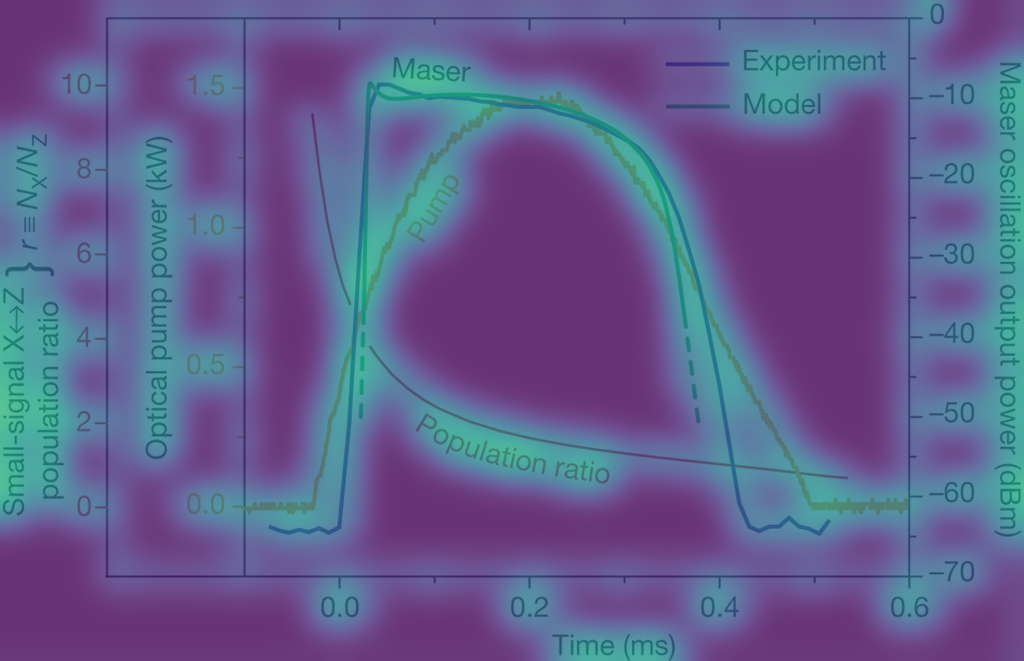 Small-signal X↔Z
population ratio } r ≡ Nx/Nz
10
8
6
4
2
0
Optical pump power (kW)
1.5
1.0
0.5
0.0
Maser
Pump
Population ratio
Experiment
Model
0
−10
−20
−30
−40
−50
−60
−70
Maser oscillation output power (dBm)
0.0
0.2
0.4
0.6
Time (ms)